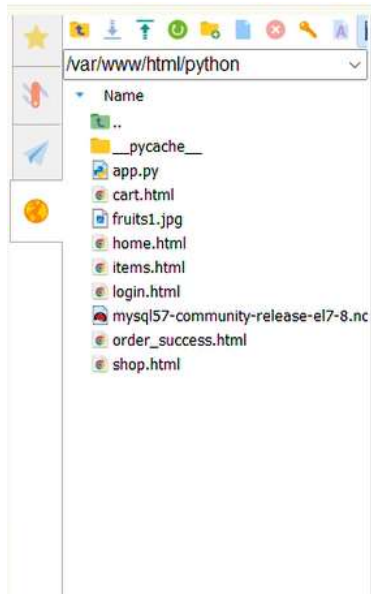 /var/www/html/python
Name
..
__pycache__
app.py
cart.html
fruits1.jpg
home.html
items.html
login.html
mysql57-community-release-el7-8.nc
order_success.html
shop.html